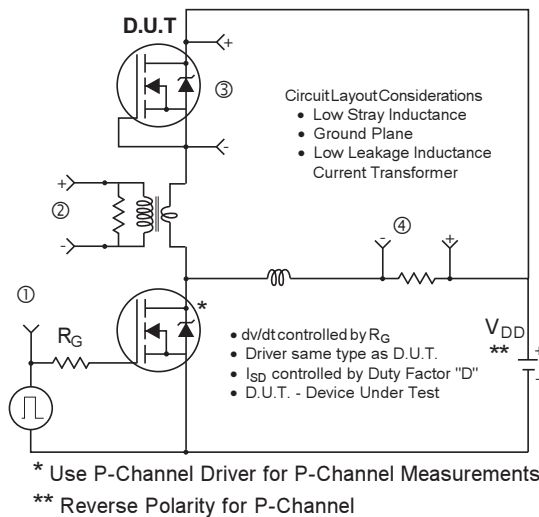 D.U.T
+
③
-
Circuit Layout Considerations
• Low Stray Inductance
• Ground Plane
• Low Leakage Inductance
Current Transformer
+
②
-
④
-
+
①
RG
*
• dv/dt controlled by RG
• Driver same type as D.U.T.
• ISD controlled by Duty Factor "D"
• D.U.T. - Device Under Test
VDD
**
+
-
* Use P-Channel Driver for P-Channel Measurements
** Reverse Polarity for P-Channel